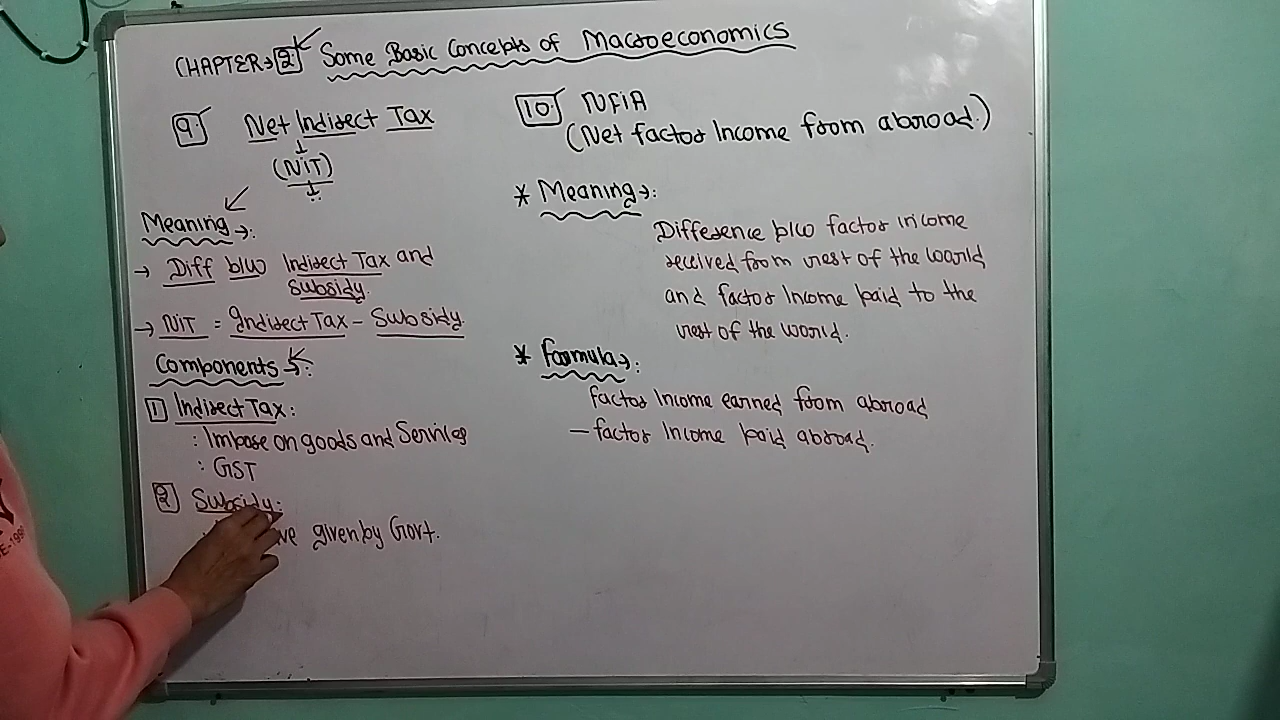 CHAPTER→ 2 Some Basic Concepts of Macroeconomics
9 Net Indirect Tax
(NIT)
Meaning→:
→ Diff b/w Indirect Tax and
Subsidy.
→ NIT = Indirect Tax - Subsidy.
Components→:
1 Indirect Tax:
: Impose on goods and Services
: GST
2 Subsidy:
given by Govt.
10 NFIA
(Net factor Income from abroad.)
* Meaning→:
Difference b/w factor income
received from rest of the world
and factor Income paid to the
rest of the world.
* Formula→:
factor Income earned from abroad
– factor Income paid abroad.